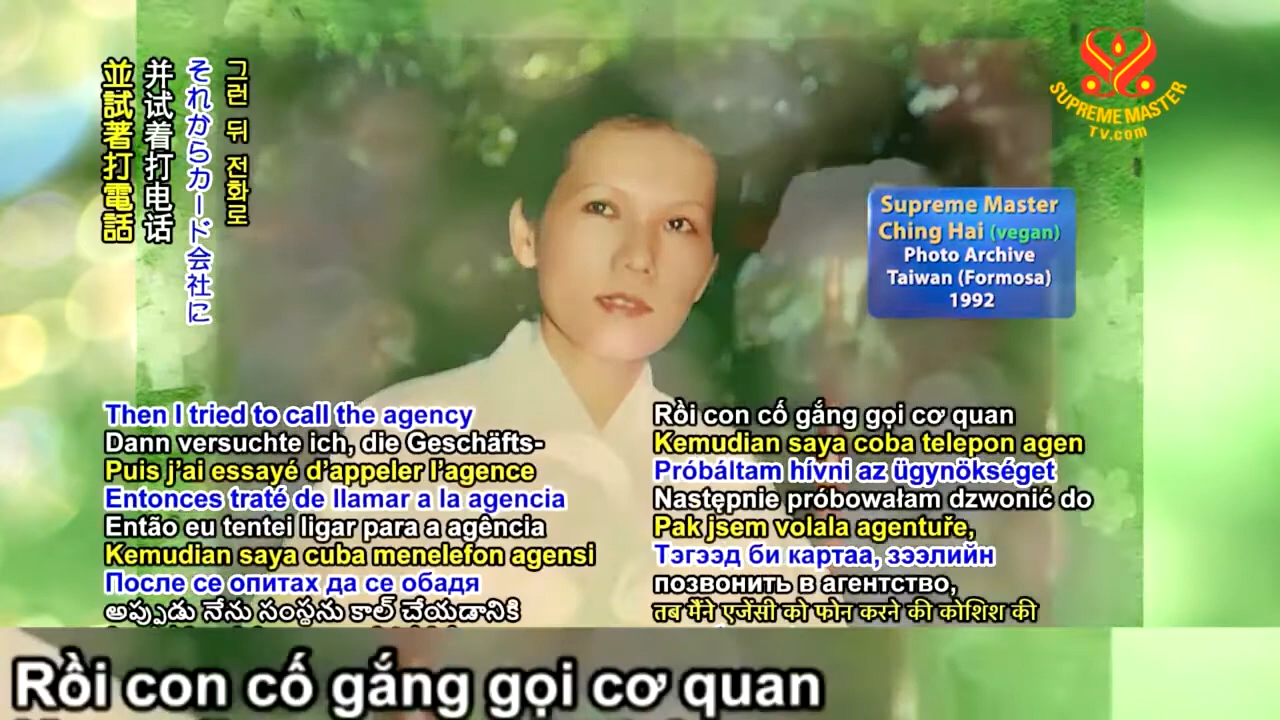 그런 뒤 전화로
それからカード会社に
并试着打电话
並試著打電話
SUPREME MASTER
TV.com
Supreme Master
Ching Hai (vegan)
Photo Archive
Taiwan (Formosa)
1992
Then I tried to call the agency
Dann versuchte ich, die Geschäfts-
Puis j'ai essayé d'appeler l'agence
Entonces traté de llamar a la agencia
Então eu tentei ligar para a agência
Kemudian saya cuba menelefon agensi
После се опитах да се обадя
అప్పుడు నేను సంస్థను కాల్ చేయడానికి
Rồi con cố gắng gọi cơ quan
Kemudian saya coba telepon agen
Próbáltam hívni az ügynökséget
Następnie próbowałam dzwonić do
Pak jsem volala agentuře,
Тэгээд би картаа, зээлийн
позвонить в агентство,
तब मैंने एजेंसी को फोन करने की कोशिश की
Rồi con cố gắng gọi cơ quan